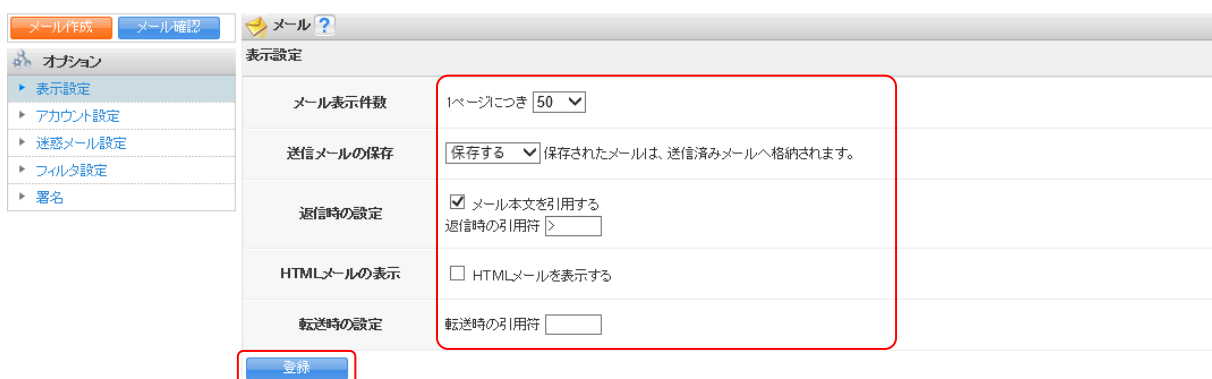 メール作成 メール確認
メール ?
オプション
表示設定
アカウント設定
迷惑メール設定
フィルタ設定
署名
表示設定
メール表示件数 1ページにつき 50
送信メールの保存 保存する 保存されたメールは、送信済みメールへ格納されます。
返信時の設定 メール本文を引用する
返信時の引用符 >
HTMLメールの表示 HTMLメールを表示する
転送時の設定 転送時の引用符
登録